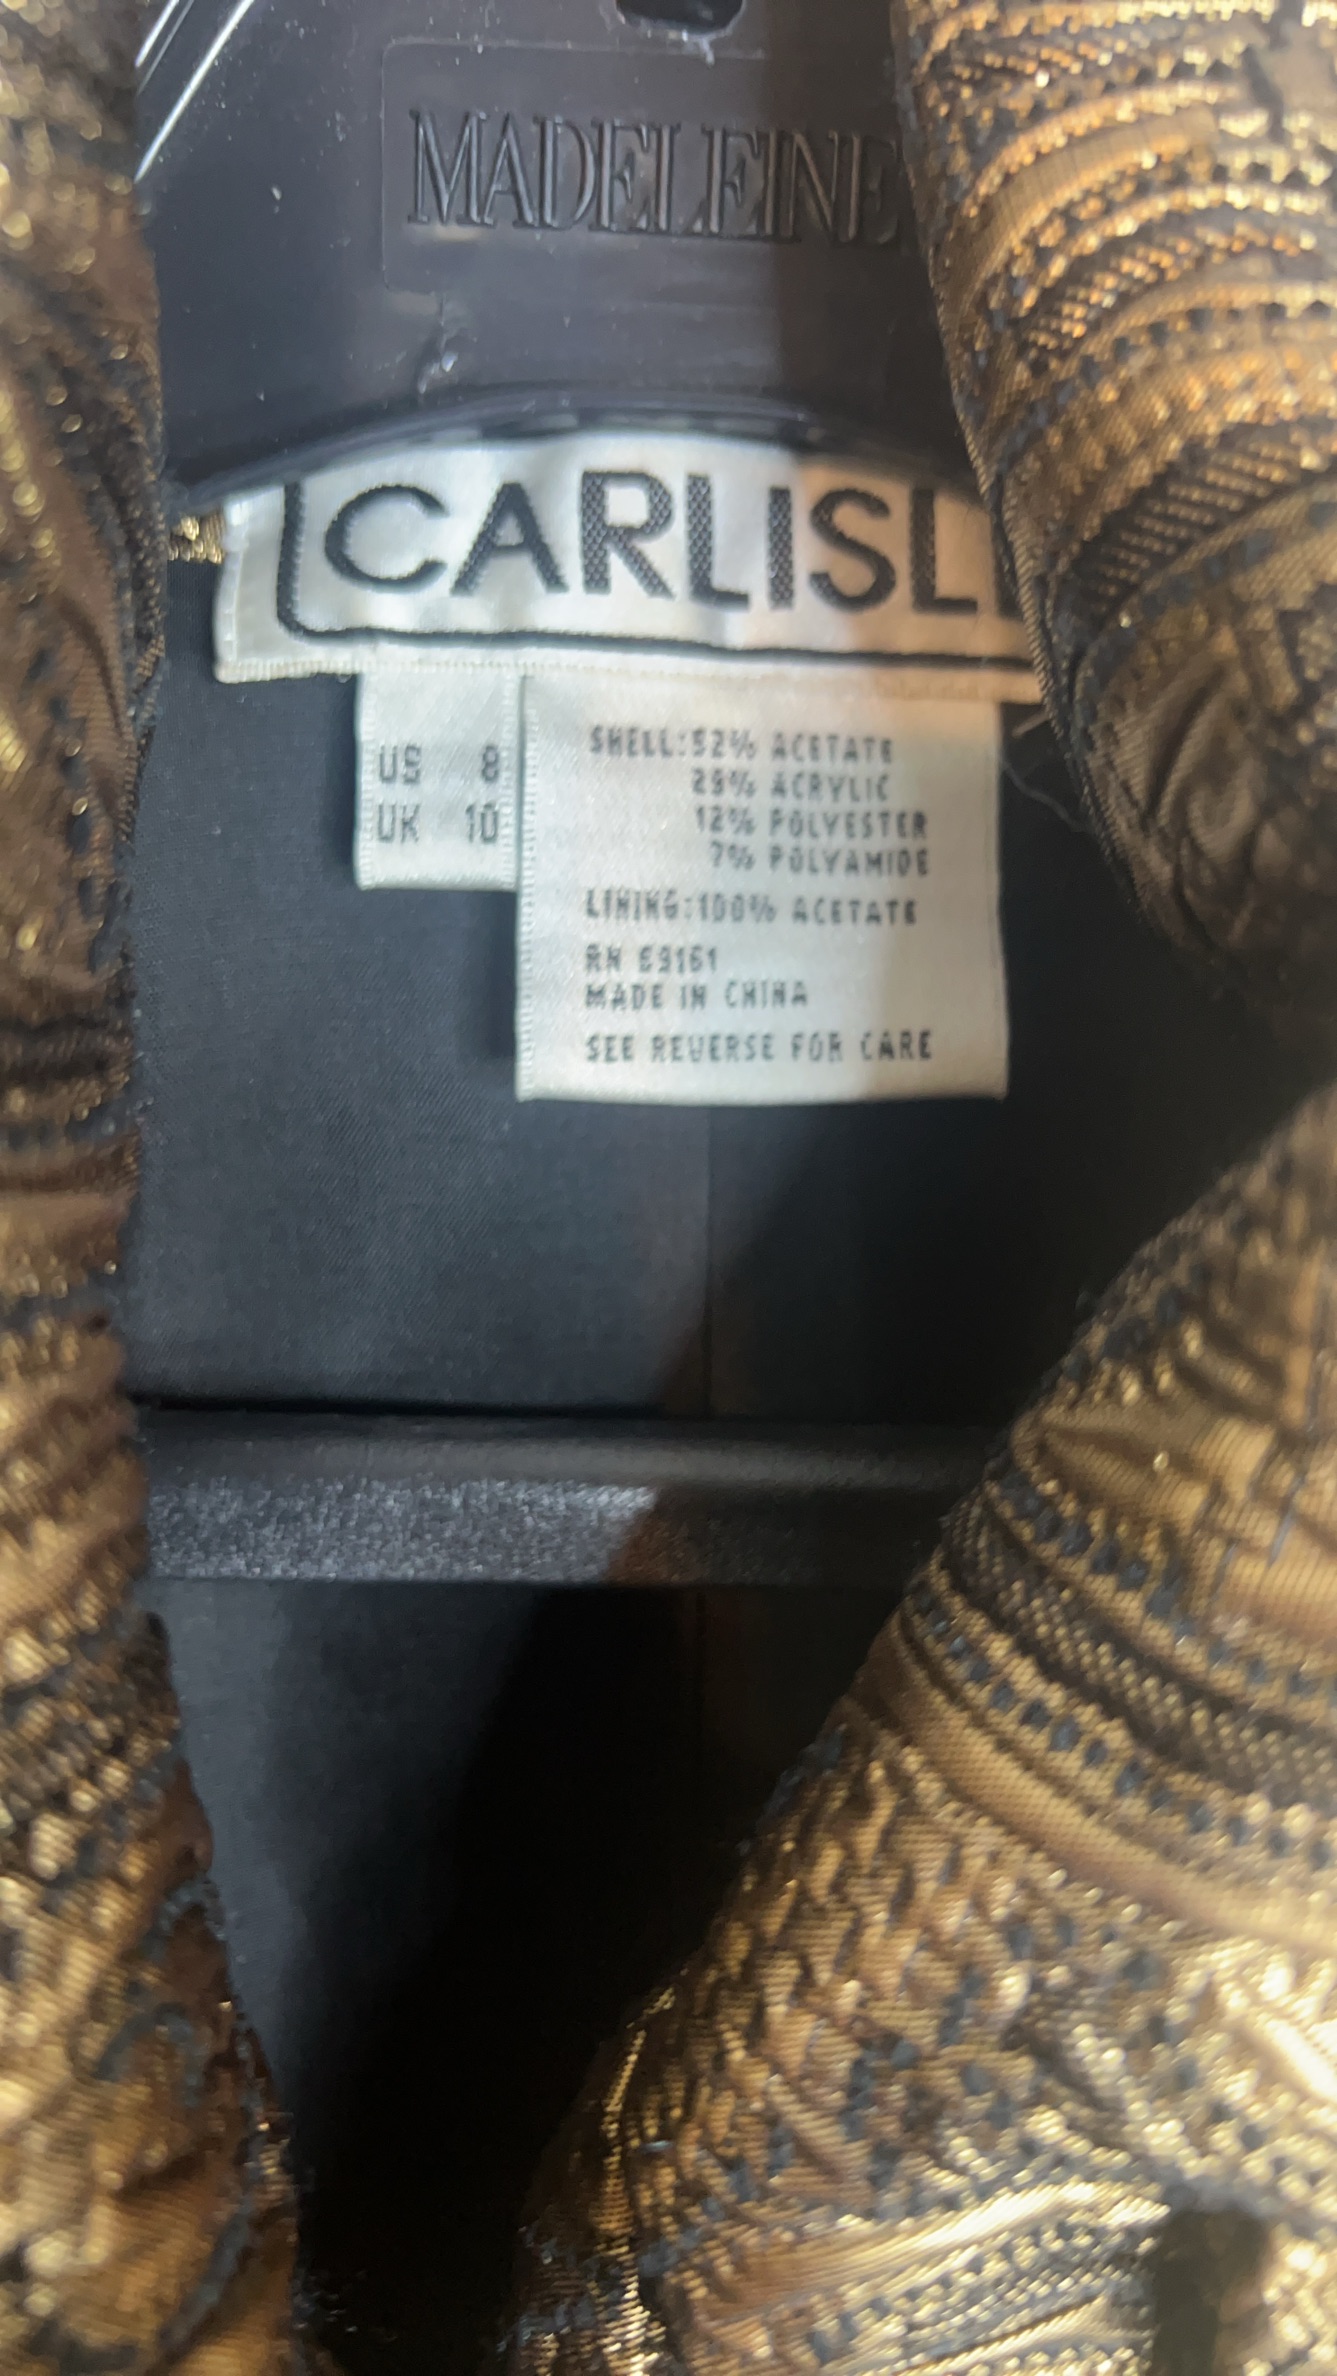 MADELEINE
CARLISLE
US 8
UK 10
SHELL:52% ACETATE
29% ACRYLIC
12% POLYESTER
7% POLYAMIDE
LINING:100% ACETATE
RN 69161
MADE IN CHINA
SEE REVERSE FOR CARE